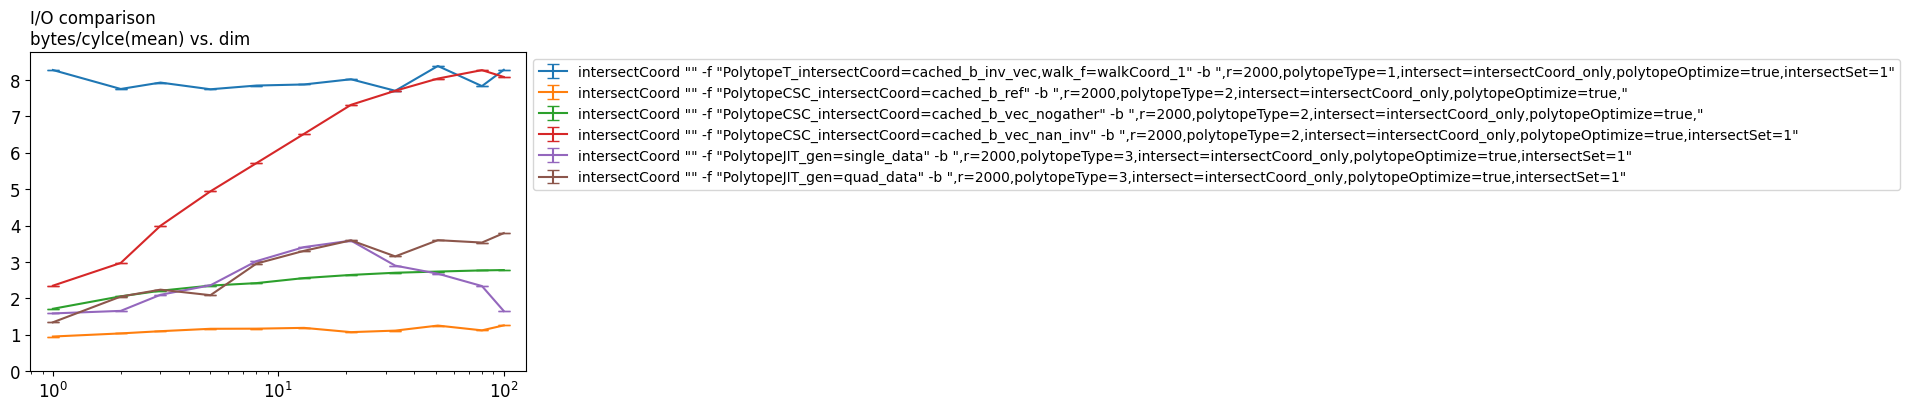 I/O comparison
bytes/cylce(mean) vs. dim
8
7
6
5
4
3
2
1
0
10^0
10^1
10^2
intersectCoord "" -f "PolytopeT_intersectCoord=cached_b_inv_vec,walk_f=walkCoord_1" -b ",r=2000,polytopeType=1,intersect=intersectCoord_only,polytopeOptimize=true,intersectSet=1"
intersectCoord "" -f "PolytopeCSC_intersectCoord=cached_b_ref" -b ",r=2000,polytopeType=2,intersect=intersectCoord_only,polytopeOptimize=true,"
intersectCoord "" -f "PolytopeCSC_intersectCoord=cached_b_vec_nogather" -b ",r=2000,polytopeType=2,intersect=intersectCoord_only,polytopeOptimize=true,"
intersectCoord "" -f "PolytopeCSC_intersectCoord=cached_b_vec_nan_inv" -b ",r=2000,polytopeType=2,intersect=intersectCoord_only,polytopeOptimize=true,intersectSet=1"
intersectCoord "" -f "PolytopeJIT_gen=single_data" -b ",r=2000,polytopeType=3,intersect=intersectCoord_only,polytopeOptimize=true,intersectSet=1"
intersectCoord "" -f "PolytopeJIT_gen=quad_data" -b ",r=2000,polytopeType=3,intersect=intersectCoord_only,polytopeOptimize=true,intersectSet=1"